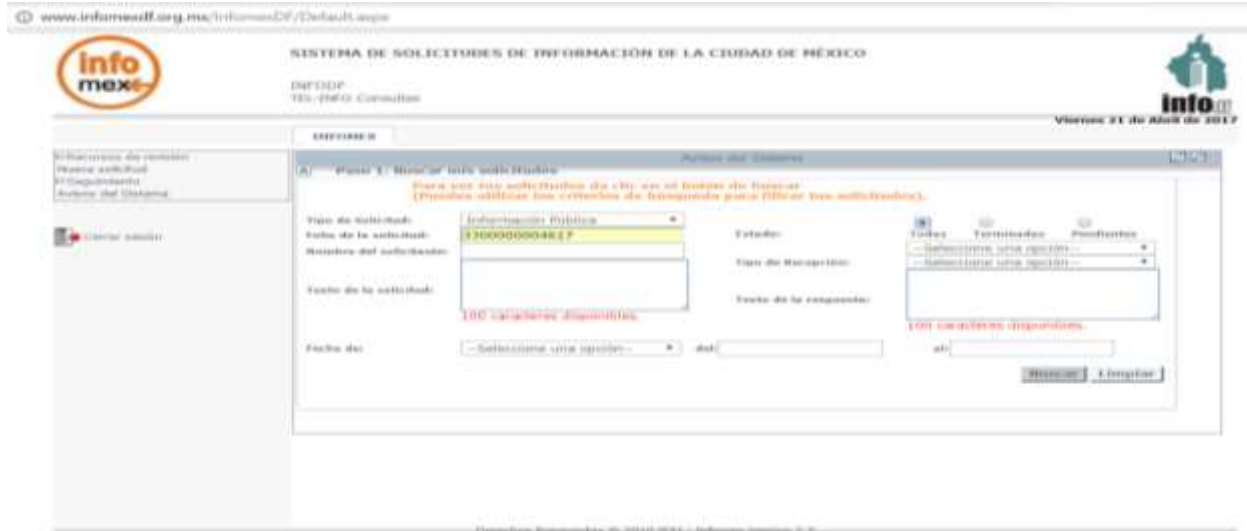 www.infomexdf.org.mx/InfomexDF/Default.aspx
info
mex
SISTEMA DE SOLICITUDES DE INFORMACIÓN DE LA CIUDAD DE MÉXICO
INFODF
TEL-INFO Consultas
info
Viernes 21 de Abril de 2017
INFOMEX
Recursos de revisión
Nueva solicitud
Seguimiento
Avisos del Sistema
Cerrar sesión
Avisos del Sistema
Paso 1. Buscar mis solicitudes
Para ver tus solicitudes da clic en el botón de buscar
(Puedes utilizar los criterios de búsqueda para filtrar tus solicitudes).
Tipo de Solicitud: Información Pública
Folio de la solicitud: 3300000004617 Estado: Todas Terminadas Pendientes
--Seleccione una opción--
Nombre del solicitante: Tipo de Recepción: --Seleccione una opción--
Texto de la solicitud: Texto de la respuesta:
100 caracteres disponibles. 100 caracteres disponibles.
Fecha de: --Seleccione una opción-- del: al:
Buscar Limpiar